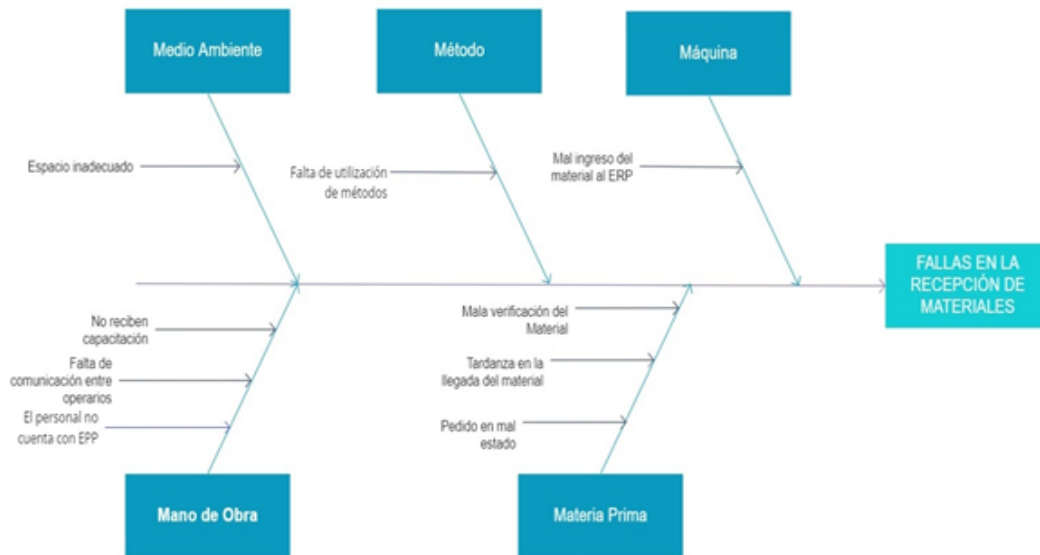 Medio Ambiente
Método
Máquina
Espacio inadecuado
Falta de utilización
de métodos
Mal ingreso del
material al ERP
FALLAS EN LA
RECEPCIÓN DE
MATERIALES
No reciben
capacitación
Falta de
comunicación entre
operarios
El personal no
cuenta con EPP
Mala verificación del
Material
Tardanza en la
llegada del material
Pedido en mal
estado
Mano de Obra
Materia Prima